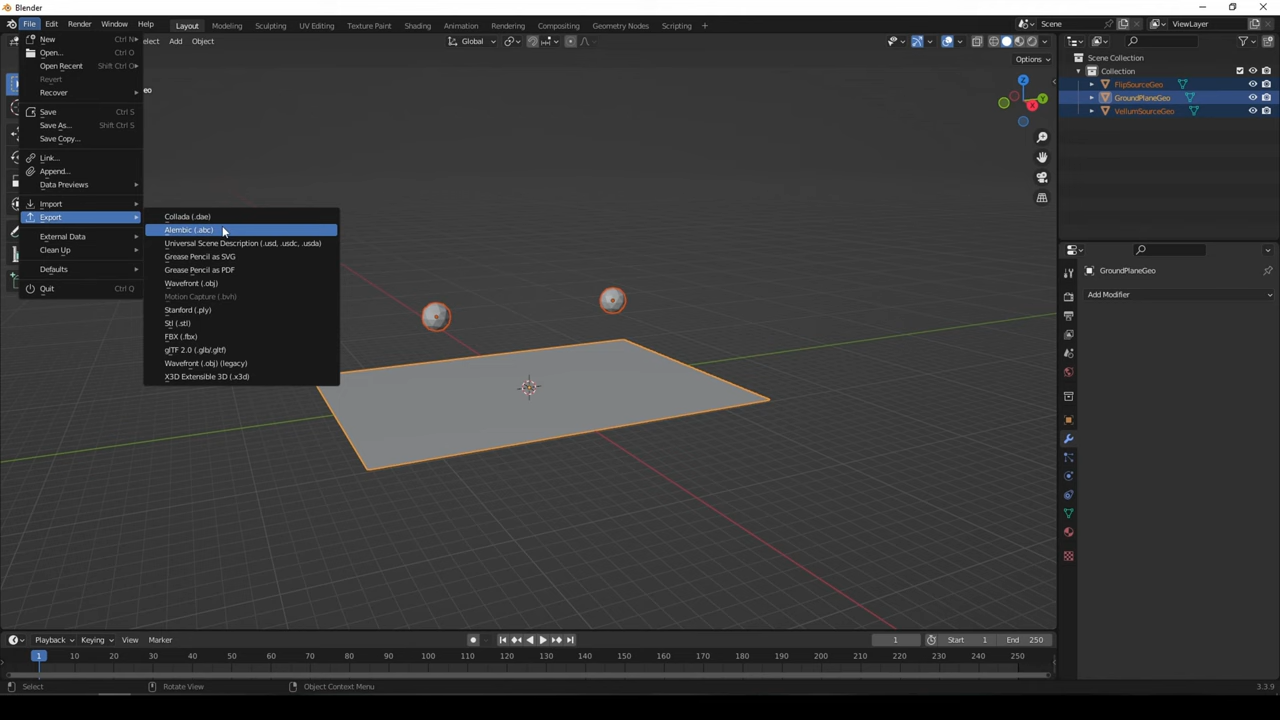 Blender
File Edit Render Window Help Layout Modeling Sculpting UV Editing Texture Paint Shading Animation Rendering Compositing Geometry Nodes Scripting + Scene ViewLayer
Add Object Global
Options
New Ctrl N
Open... Ctrl O
Open Recent Shift Ctrl O
Revert
Recover
Save Ctrl S
Save As... Shift Ctrl S
Save Copy...
Link...
Append...
Data Previews
Import
Export
External Data
Clean Up
Defaults
Quit Ctrl Q
Collada (.dae)
Alembic (.abc)
Universal Scene Description (.usd, .usdc, .usda)
Grease Pencil as SVG
Grease Pencil as PDF
Wavefront (.obj)
Motion Capture (.bvh)
Stanford (.ply)
Stl (.stl)
FBX (.fbx)
glTF 2.0 (.glb/.gltf)
Wavefront (.obj) (legacy)
X3D Extensible 3D (.x3d)
Z
Y
X
Scene Collection
Collection
FlipSourceGeo
GroundPlaneGeo
VellumSourceGeo
GroundPlaneGeo
Add Modifier
Playback Keying View Marker 1 Start 1 End 250
1 10 20 30 40 50 60 70 80 90 100 110 120 130 140 150 160 170 180 190 200 210 220 230 240 250
Select Rotate View Object Context Menu 3.3.9